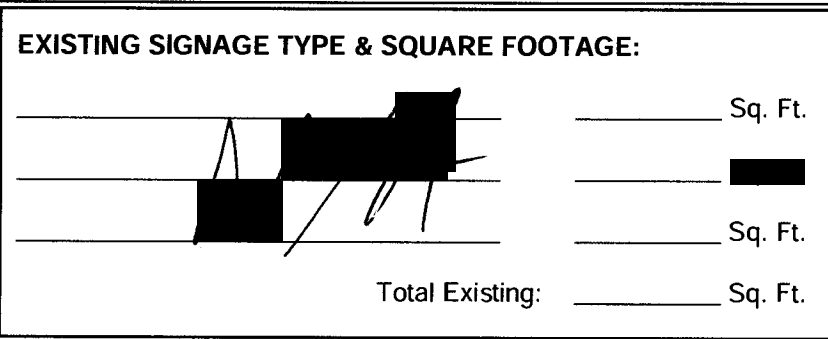 EXISTING SIGNAGE TYPE & SQUARE FOOTAGE:
Sq. Ft.
Sq. Ft.
Total Existing: Sq. Ft.